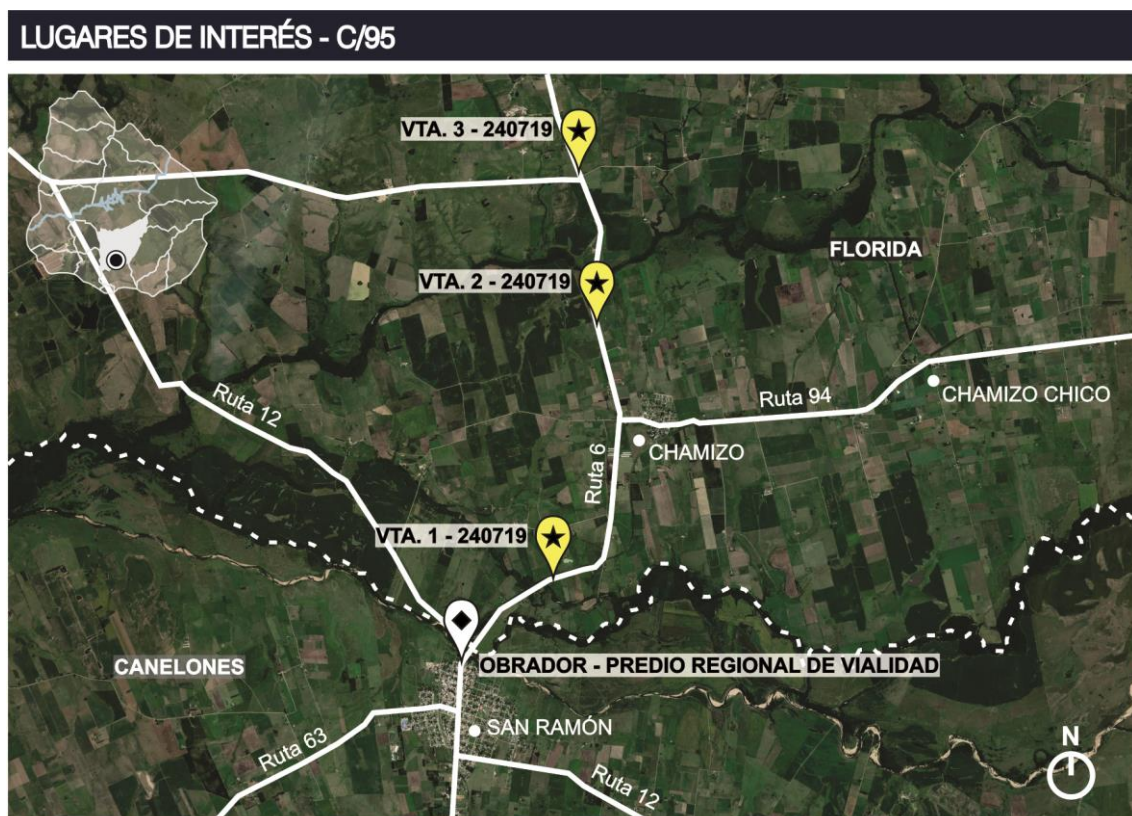 LUGARES DE INTERÉS - C/95
VTA. 3 - 240719
FLORIDA
VTA. 2 - 240719
Ruta 12
Ruta 94
CHAMIZO CHICO
CHAMIZO
Ruta 6
VTA. 1 - 240719
CANELONES
OBRADOR - PREDIO REGIONAL DE VIALIDAD
SAN RAMÓN
Ruta 63
Ruta 12
N